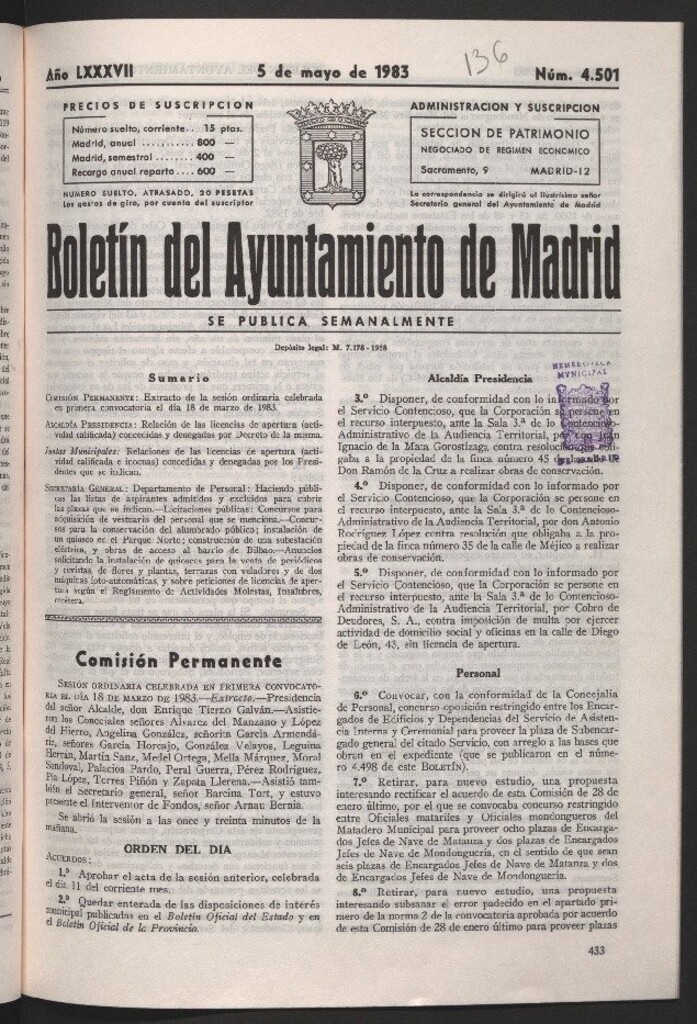 136
Año LXXXVII
5 de mayo de 1983
Núm. 4.501
PRECIOS DE SUSCRIPCION
Número suelto, corriente.. 15 ptas.
Madrid, anual ........... 800 —
Madrid, semestral ........ 400 —
Recargo anual reparto.... 600 —
NUMERO SUELTO, ATRASADO, 20 PESETAS
Los gastos de giro, por cuenta del suscriptor
ADMINISTRACION Y SUSCRIPCION
SECCION DE PATRIMONIO
NEGOCIADO DE REGIMEN ECONOMICO
Sacramento, 9 MADRID-12
La correspondencia se dirigirá al ilustrísimo señor
Secretario general del Ayuntamiento de Madrid
Boletín del Ayuntamiento de Madrid
SE PUBLICA SEMANALMENTE
Depósito legal: M. 7.178 - 1958
Sumario
COMISIÓN PERMANENTE: Extracto de la sesión ordinaria celebrada
en primera convocatoria el día 18 de marzo de 1983.
ALCALDÍA PRESIDENCIA: Relación de las licencias de apertura (acti-
vidad calificada) concedidas y denegadas por Decreto de la misma.
Juntas Municipales: Relaciones de las licencias de apertura (acti-
vidad calificada e inocuas) concedidas y denegadas por los Presi-
dentes que se indican.
SECRETARÍA GENERAL: Departamento de Personal: Haciendo públi-
cas las listas de aspirantes admitidos y excluidos para cubrir
las plazas que se indican.—Licitaciones públicas: Concursos para
adquisición de vestuario del personal que se menciona.—Concur-
sos para la conservación del alumbrado público; instalación de
un quiosco en el Parque Norte; construcción de una subestación
eléctrica, y obras de acceso al barrio de Bilbao.—Anuncios
solicitando la instalación de quioscos para la venta de periódicos
y revistas, de flores y plantas, terrazas con veladores y de dos
máquinas foto-automáticas, y sobre peticiones de licencias de aper-
tura según el Reglamento de Actividades Molestas, Insalubres,
etcétera.
Comisión Permanente
SESIÓN ORDINARIA CELEBRADA EN PRIMERA CONVOCATO-
RIA EL DÍA 18 DE MARZO DE 1983.—Extracto.—Presidencia
del señor Alcalde, don Enrique Tierno Galván.—Asistie-
ron los Concejales señores Alvarez del Manzano y López
del Hierro, Angelina González, señorita García Armendá-
riz, señores García Horcajo, González Velayos, Leguina
Herrán, Martín Sanz, Medel Ortega, Mella Márquez, Moral
Sandoval, Palacios Pardo, Peral Guerra, Pérez Rodríguez,
Pla López, Torres Piñón y Zapata Llerena.—Asistió tam-
bién el Secretario general, señor Barcina Tort, y estuvo
presente el Interventor de Fondos, señor Arnau Bernia.
Se abrió la sesión a las once y treinta minutos de la
mañana.
ORDEN DEL DIA
ACUERDOS:
1.º Aprobar el acta de la sesión anterior, celebrada
el día 11 del corriente mes.
2.º Quedar enterada de las disposiciones de interés
municipal publicadas en el Boletín Oficial del Estado y en
el Boletín Oficial de la Provincia.
Alcaldía Presidencia
HEMEROTECA
MVNICIPAL
3.º Disponer, de conformidad con lo informado por
el Servicio Contencioso, que la Corporación se persone en
el recurso interpuesto, ante la Sala 3.ª de lo Contencioso-
Administrativo de la Audiencia Territorial, por don Juan
Ignacio de la Mata Gorostizaga contra resolución que obli-
gaba a la propiedad de la finca número 45 de
Don Ramón de la Cruz a realizar obras de conservación.
4.º Disponer, de conformidad con lo informado por
el Servicio Contencioso, que la Corporación se persone en
el recurso interpuesto, ante la Sala 3.ª de lo Contencioso-
Administrativo de la Audiencia Territorial, por don Antonio
Rodríguez López contra resolución que obligaba a la pro-
piedad de la finca número 35 de la calle de Méjico a realizar
obras de conservación.
5.º Disponer, de conformidad con lo informado por
el Servicio Contencioso, que la Corporación se persone en
el recurso interpuesto, ante la Sala 3.ª de lo Contencioso-
Administrativo de la Audiencia Territorial, por Cobro de
Deudores, S. A., contra imposición de multa por ejercer
actividad de domicilio social y oficinas en la calle de Diego
de León, 43, sin licencia de apertura.
Personal
6.º Convocar, con la conformidad de la Concejalía
de Personal, concurso oposición restringido entre los Encar-
gados de Edificios y Dependencias del Servicio de Asisten-
cia Interna y Ceremonial para proveer la plaza de Subencar-
gado general del citado Servicio, con arreglo a las bases que
obran en el expediente (que se publicaron en el núme-
ro 4.498 de este BOLETÍN).
7.º Retirar, para nuevo estudio, una propuesta
interesando rectificar el acuerdo de esta Comisión de 28 de
enero último, por el que se convocaba concurso restringido
entre Oficiales matarifes y Oficiales mondongueros del
Matadero Municipal para proveer ocho plazas de Encarga-
dos Jefes de Nave de Matanza y dos plazas de Encargados
Jefes de Nave de Mondonguería, en el sentido de que sean
seis plazas de Encargados Jefes de Nave de Matanza y dos
de Encargados Jefes de Nave de Mondonguería.
8.º Retirar, para nuevo estudio, una propuesta
interesando subsanar el error padecido en el apartado pri-
mero de la norma 2 de la convocatoria aprobada por acuerdo
de esta Comisión de 28 de enero último para proveer plazas
433